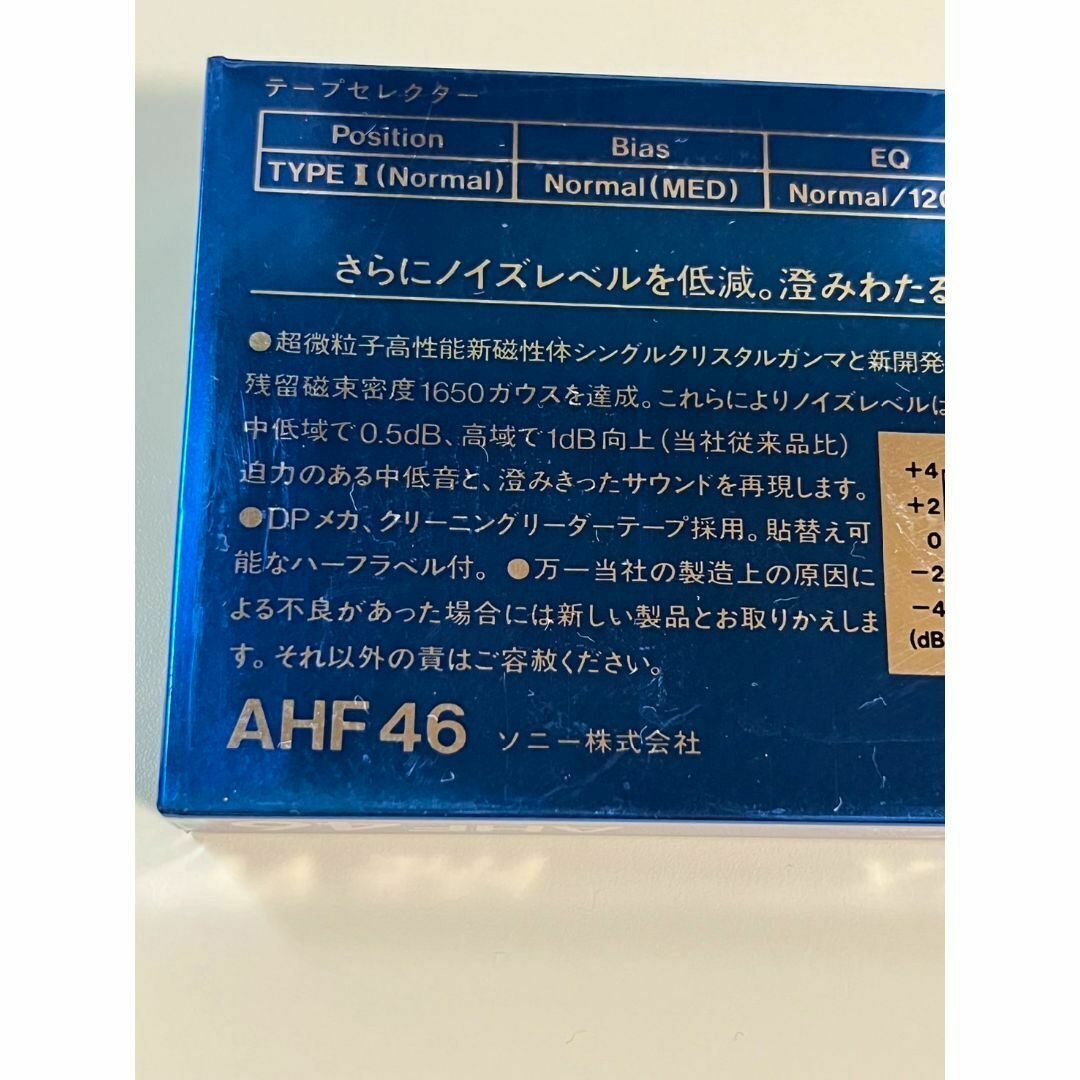 テープセレクター
Position Bias EQ
TYPE I (Normal) Normal(MED) Normal/120
さらにノイズレベルを低減。澄みわたる
●超微粒子高性能新磁性体シングルクリスタルガンマと新開発
残留磁束密度1650ガウスを達成。これらによりノイズレベルは
中低域で0.5dB、高域で1dB向上(当社従来品比)
迫力のある中低音と、澄みきったサウンドを再現します。
●DPメカ、クリーニングリーダーテープ採用。貼替え可
能なハーフラベル付。●万一当社の製造上の原因に
よる不良があった場合には新しい製品とお取りかえしま
す。それ以外の責はご容赦ください。
+4
+2
0
-2
-4
(dB
AHF 46 ソニー株式会社